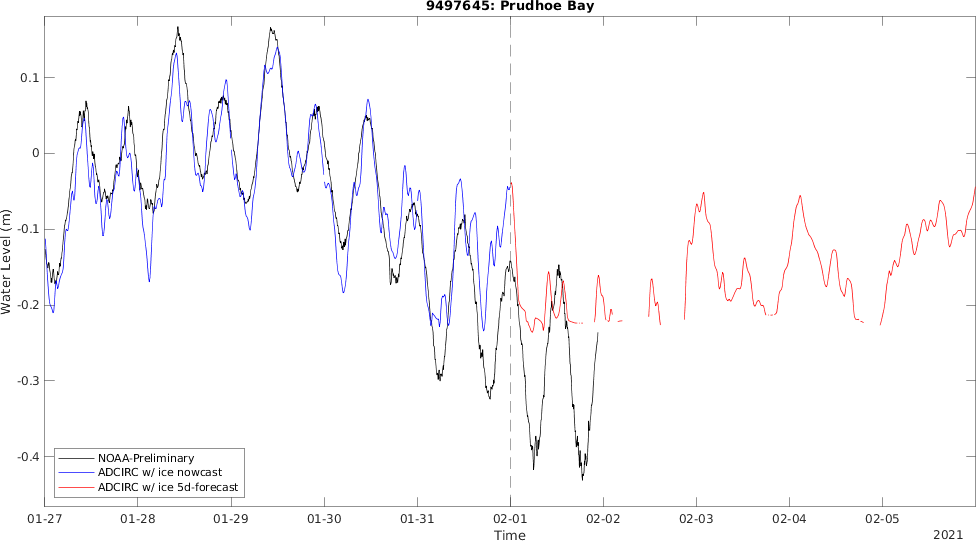 9497645: Prudhoe Bay
Water Level (m)
0.1
0
-0.1
-0.2
-0.3
-0.4
NOAA-Preliminary
ADCIRC w/ ice nowcast
ADCIRC w/ ice 5d-forecast
01-27 01-28 01-29 01-30 01-31 02-01 02-02 02-03 02-04 02-05
Time
2021